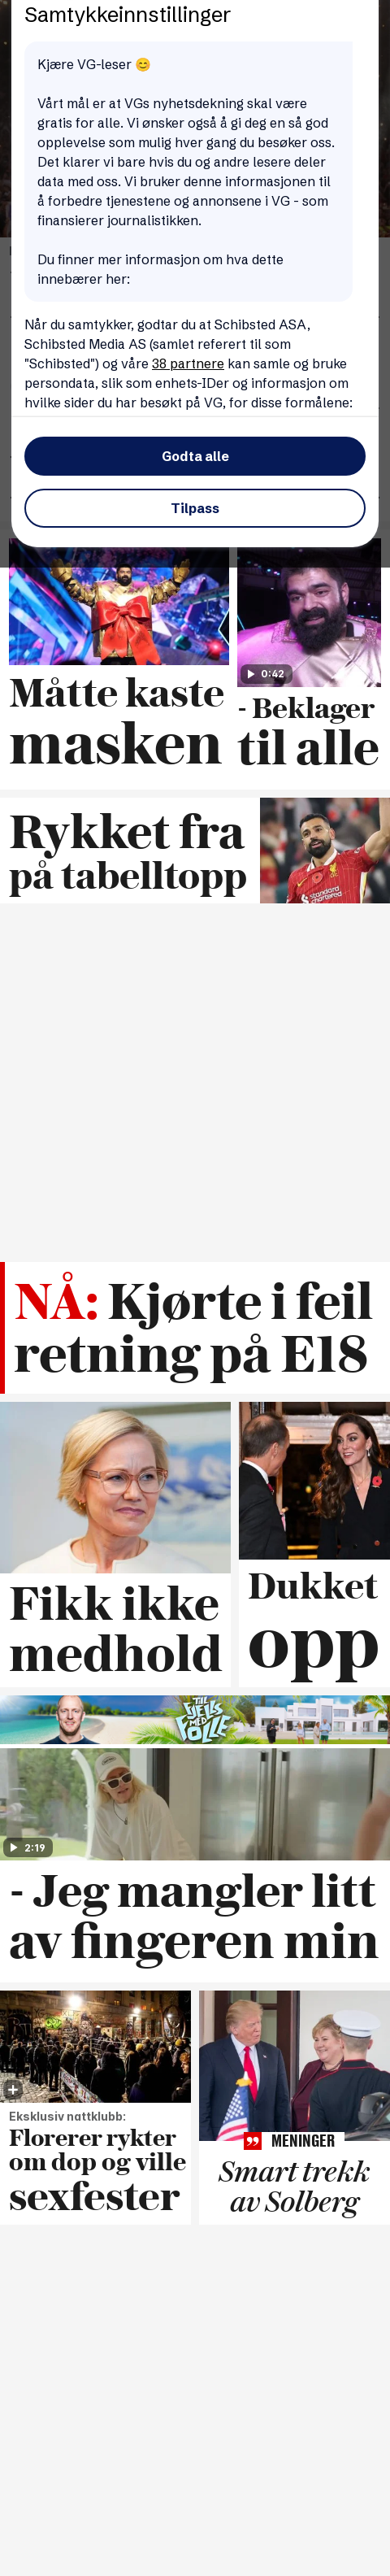 Samtykkeinnstillinger
Kjære VG-leser 😊
Vårt mål er at VGs nyhetsdekning skal være
gratis for alle. Vi ønsker også å gi deg en så god
opplevelse som mulig hver gang du besøker oss.
Det klarer vi bare hvis du og andre lesere deler
data med oss. Vi bruker denne informasjonen til
å forbedre tjenestene og annonsene i VG - som
finansierer journalistikken.
Du finner mer informasjon om hva dette
innebærer her:
Når du samtykker, godtar du at Schibsted ASA,
Schibsted Media AS (samlet referert til som
"Schibsted") og våre 38 partnere kan samle og bruke
persondata, slik som enhets-IDer og informasjon om
hvilke sider du har besøkt på VG, for disse formålene:
Godta alle
Tilpass
Måtte kaste
masken
0:42
- Beklager
til alle
Rykket fra
på tabelltopp
NÅ: Kjørte i feil
retning på E18
Fikk ikke
medhold
Dukket
opp
TIL FJELLS
MED
FOLLE
2:19
- Jeg mangler litt
av fingeren min
Eksklusiv nattklubb:
Florerer rykter
om dop og ville
sexfester
MENINGER
Smart trekk
av Solberg